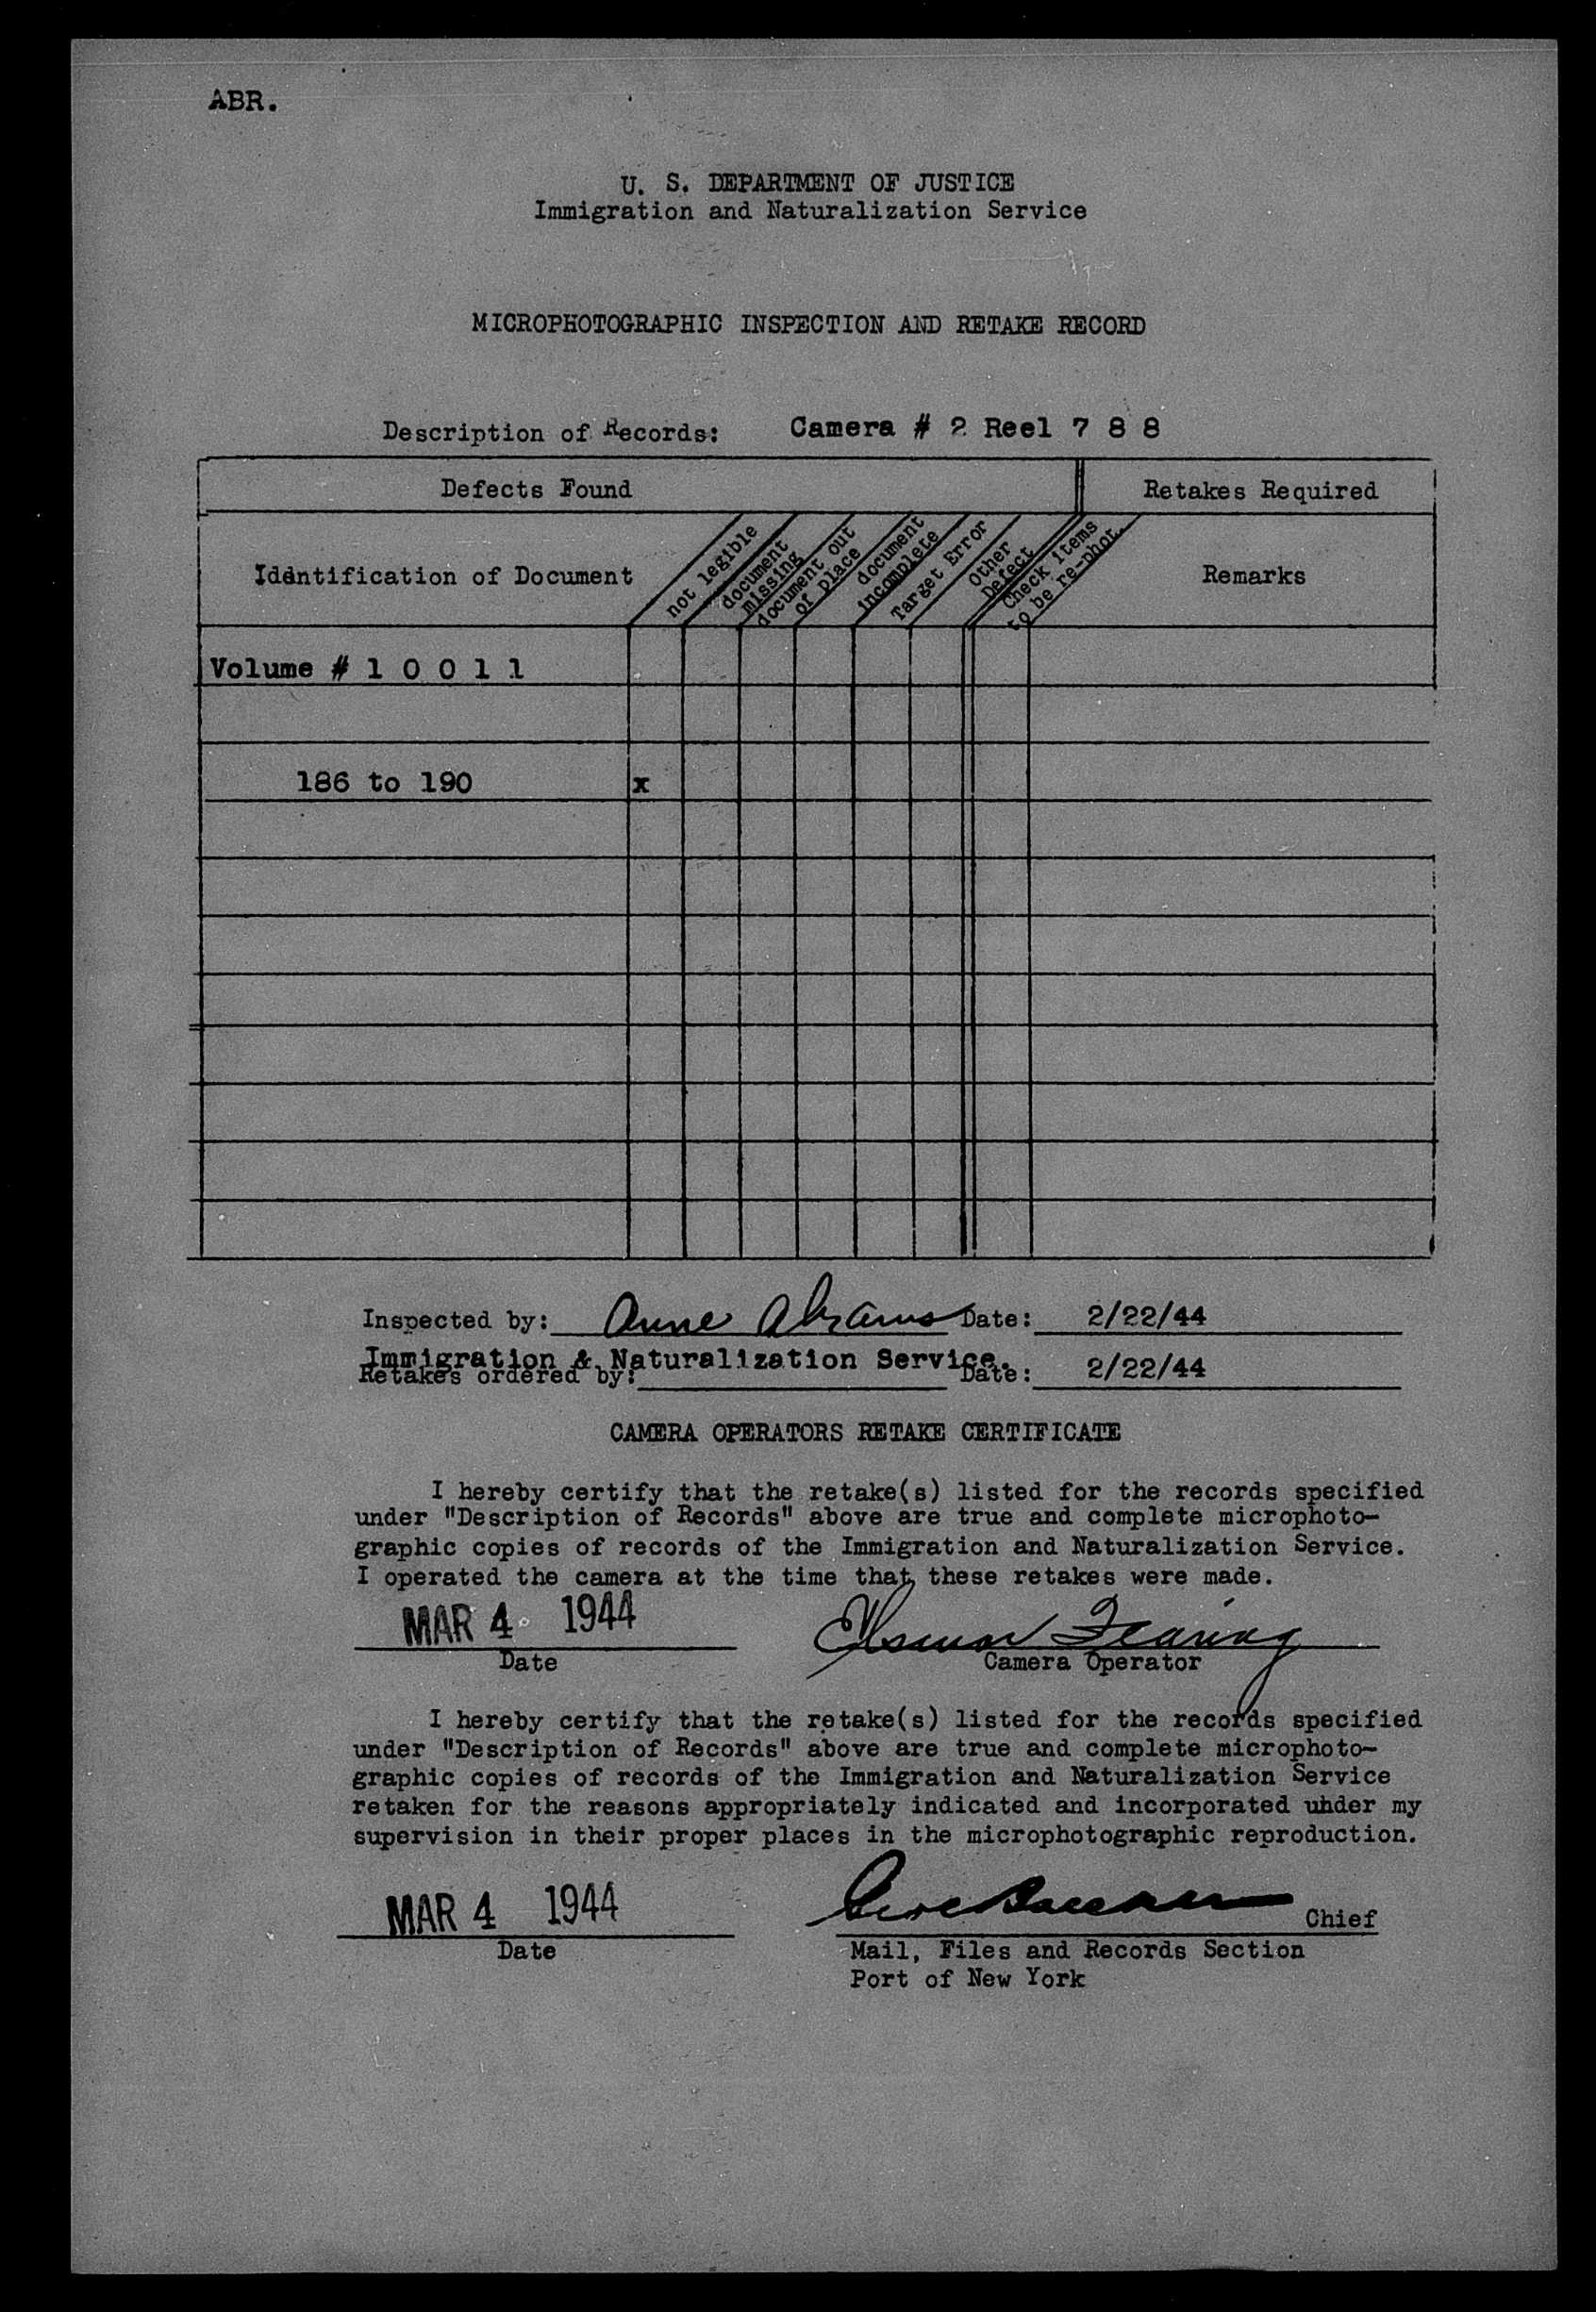 ABR.
U. S. DEPARTMENT OF JUSTICE
Immigration and Naturalization Service
MICROPHOTOGRAPHIC INSPECTION AND RETAKE RECORD
Description of Records: Camera # 2 Reel 7 8 8
Defects Found
Retakes Required
Iddntification of Document
not legible
document missing
document out of place
document incomplete
Target Error
Other Defect
Check items to be re-phot.
Remarks
Volume # 1 0 0 1 1
186 to 190 x
Inspected by: Anne Abrams Date: 2/22/44
Immigration & Naturalization Service.
Retakes ordered by: Date: 2/22/44
CAMERA OPERATORS RETAKE CERTIFICATE
I hereby certify that the retake(s) listed for the records specified
under "Description of Records" above are true and complete microphoto-
graphic copies of records of the Immigration and Naturalization Service.
I operated the camera at the time that these retakes were made.
MAR 4 1944
Date
Camera Operator
I hereby certify that the retake(s) listed for the records specified
under "Description of Records" above are true and complete microphoto-
graphic copies of records of the Immigration and Naturalization Service
retaken for the reasons appropriately indicated and incorporated under my
supervision in their proper places in the microphotographic reproduction.
MAR 4 1944
Chief
Date
Mail, Files and Records Section
Port of New York